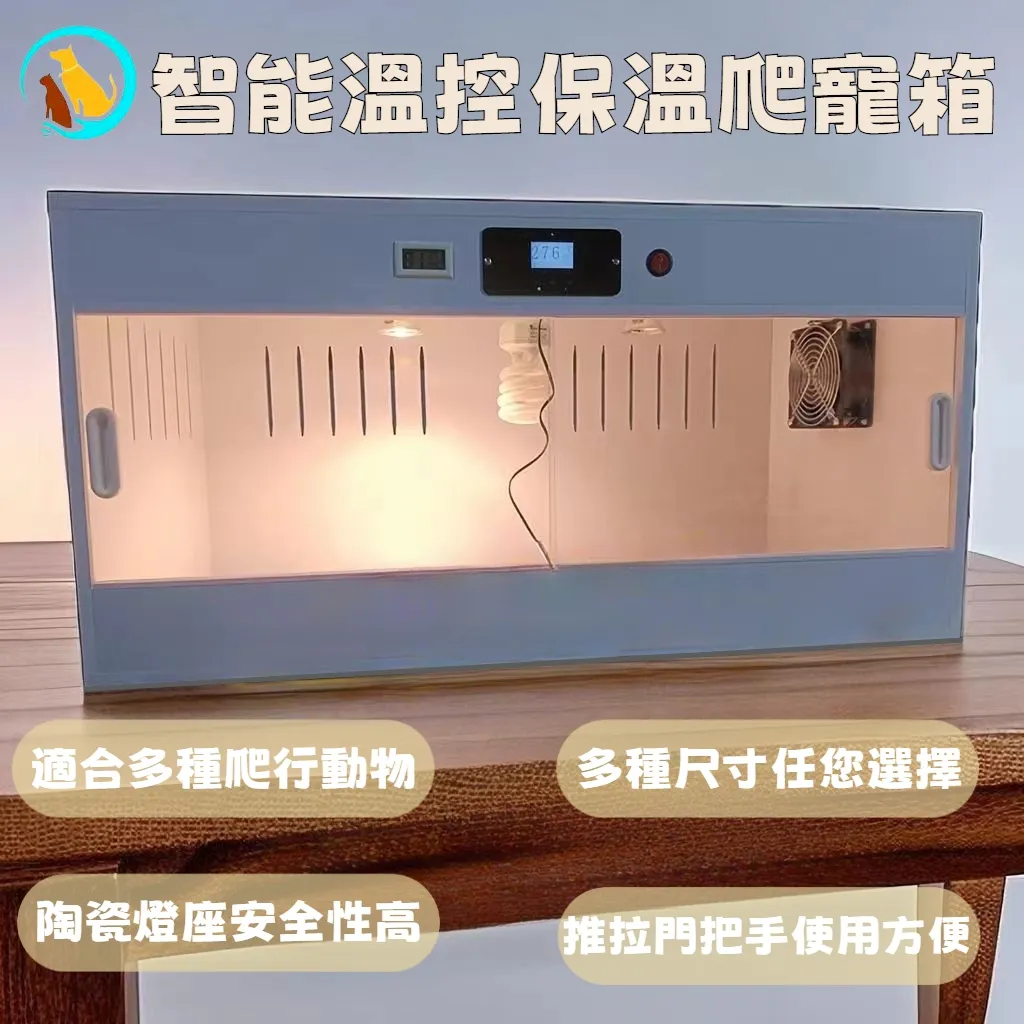 智能溫控保溫爬寵箱
276
適合多種爬行動物
多種尺寸任您選擇
陶瓷燈座安全性高
推拉門把手使用方便